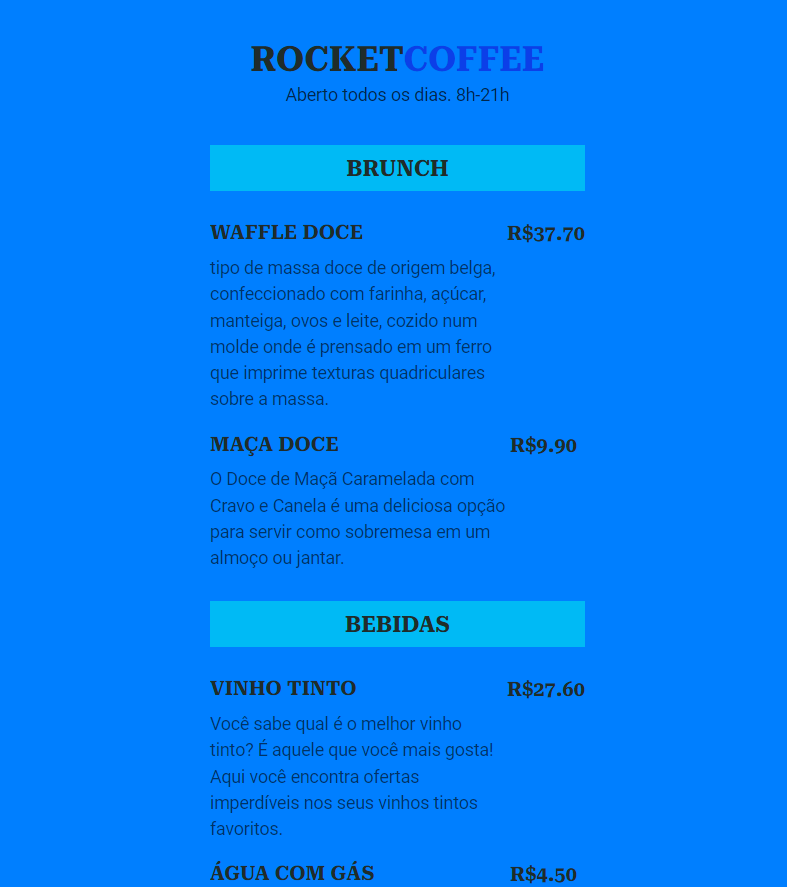 ROCKETCOFFEE
Aberto todos os dias. 8h-21h
BRUNCH
WAFFLE DOCE R$37.70
tipo de massa doce de origem belga,
confeccionado com farinha, açúcar,
manteiga, ovos e leite, cozido num
molde onde é prensado em um ferro
que imprime texturas quadriculares
sobre a massa.
MAÇA DOCE R$9.90
O Doce de Maçã Caramelada com
Cravo e Canela é uma deliciosa opção
para servir como sobremesa em um
almoço ou jantar.
BEBIDAS
VINHO TINTO R$27.60
Você sabe qual é o melhor vinho
tinto? É aquele que você mais gosta!
Aqui você encontra ofertas
imperdíveis nos seus vinhos tintos
favoritos.
ÁGUA COM GÁS R$4.50